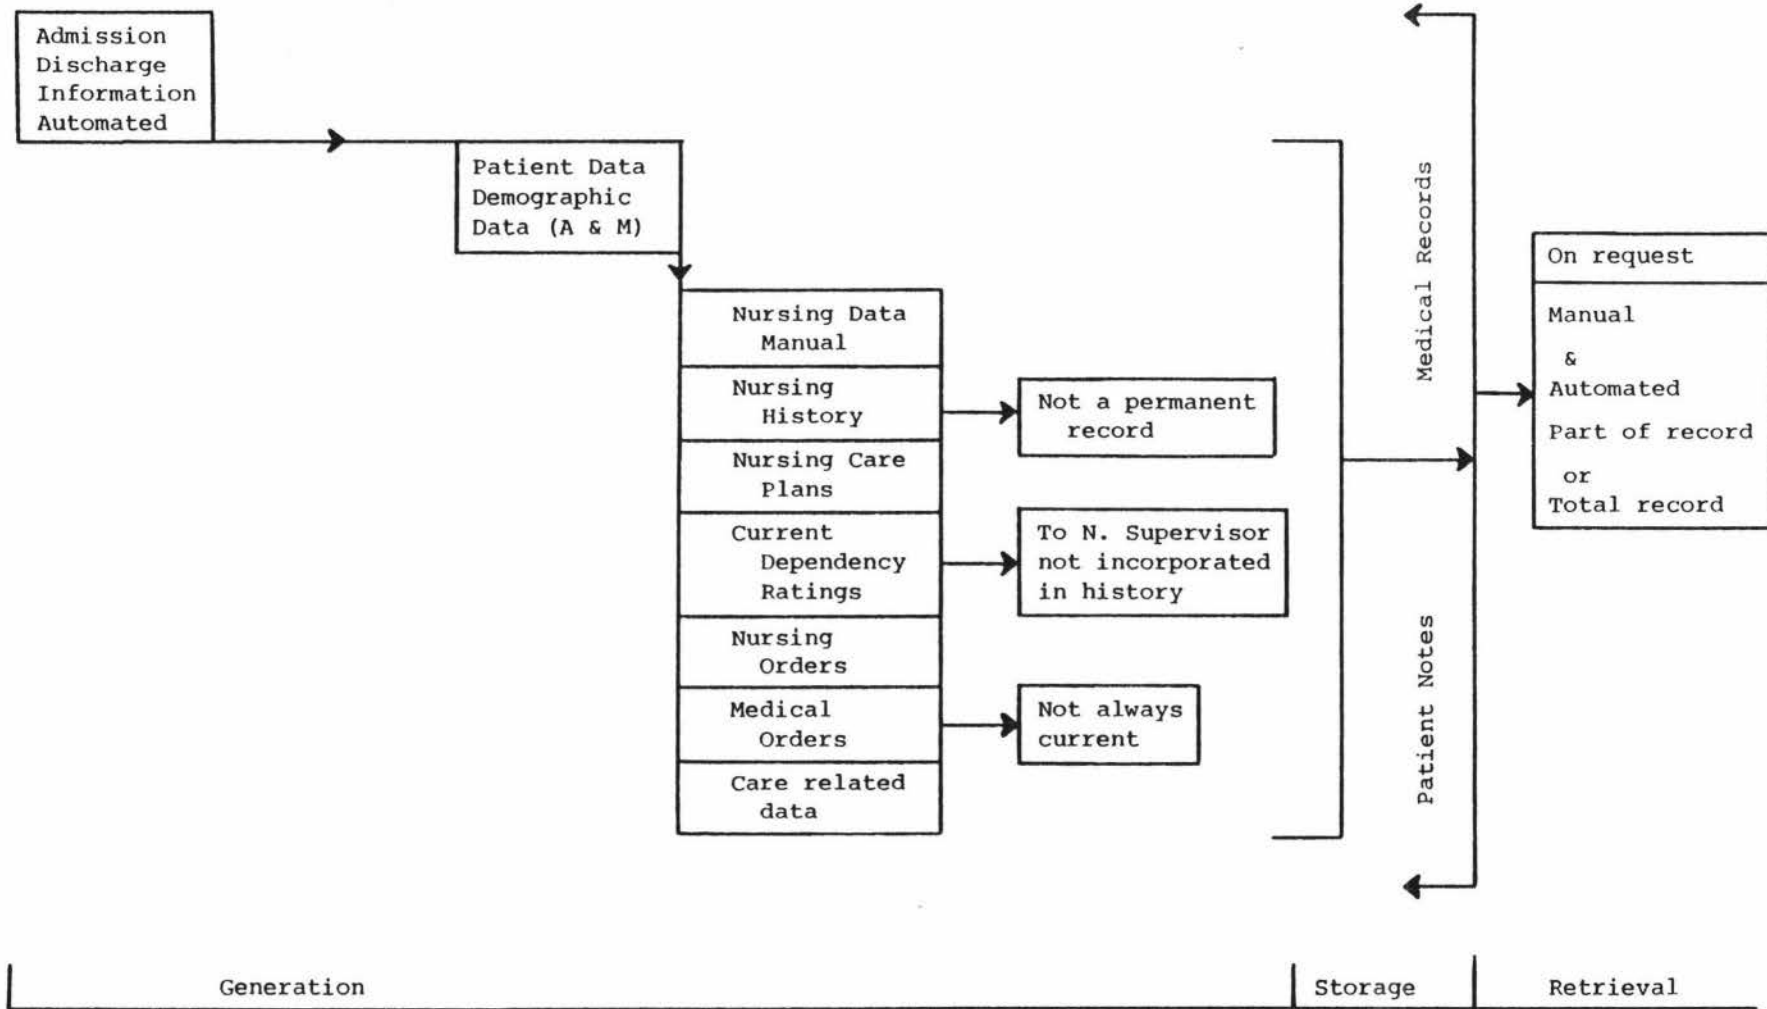 Admission
Discharge
Information
Automated
Patient Data
Demographic
Data (A & M)
Nursing Data
Manual
Nursing
History
Nursing Care
Plans
Current
Dependency
Ratings
Nursing
Orders
Medical
Orders
Care related
data
Not a permanent
record
To N. Supervisor
not incorporated
in history
Not always
current
Medical Records
Patient Notes
On request
Manual
&
Automated
Part of record
or
Total record
Generation
Storage
Retrieval